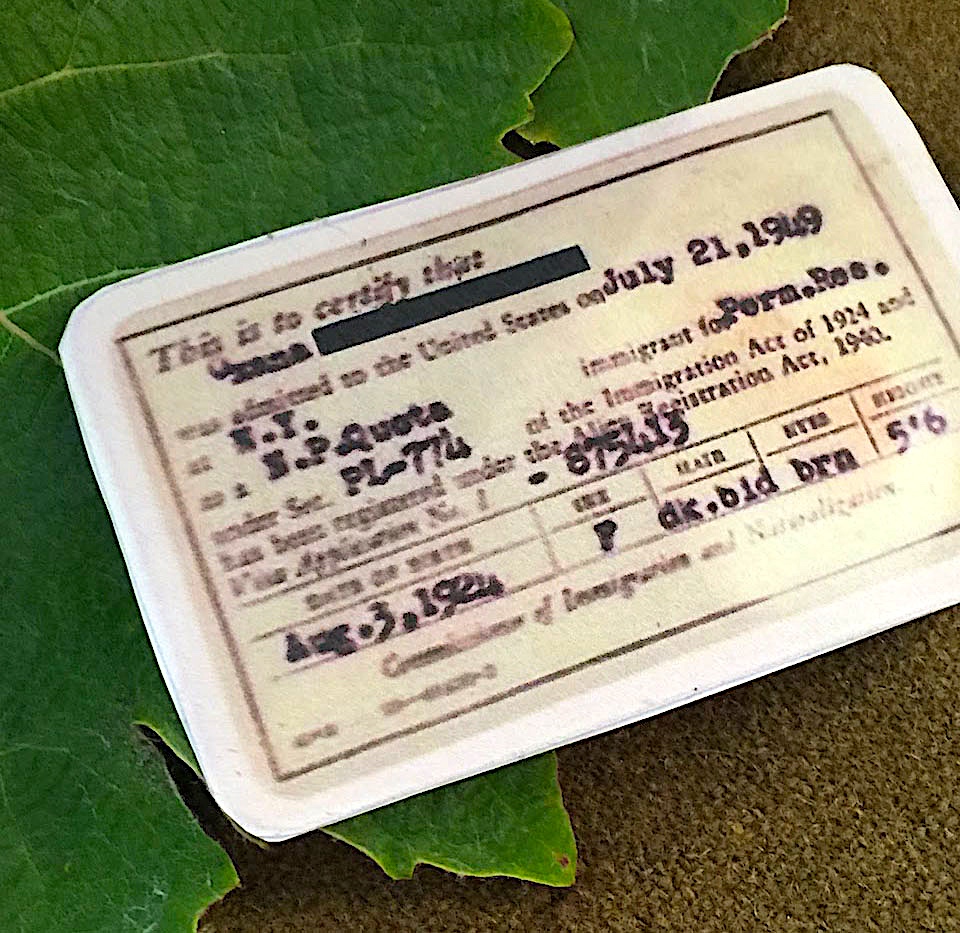 This is to certify that
was admitted to the United States on July 21, 1949
at N.Y. immigrant for Perm.Res.
as a N.P.Quota of the Immigration Act of 1924 and
under Sec. PL-774
has been registered under the Alien Registration Act, 1940.
Visa Application No. I -
DATE OF BIRTH SEX HAIR EYES HEIGHT
Aug.3,1924 F dk.bld brn 5'6
Commissioner of Immigration and Naturalization.